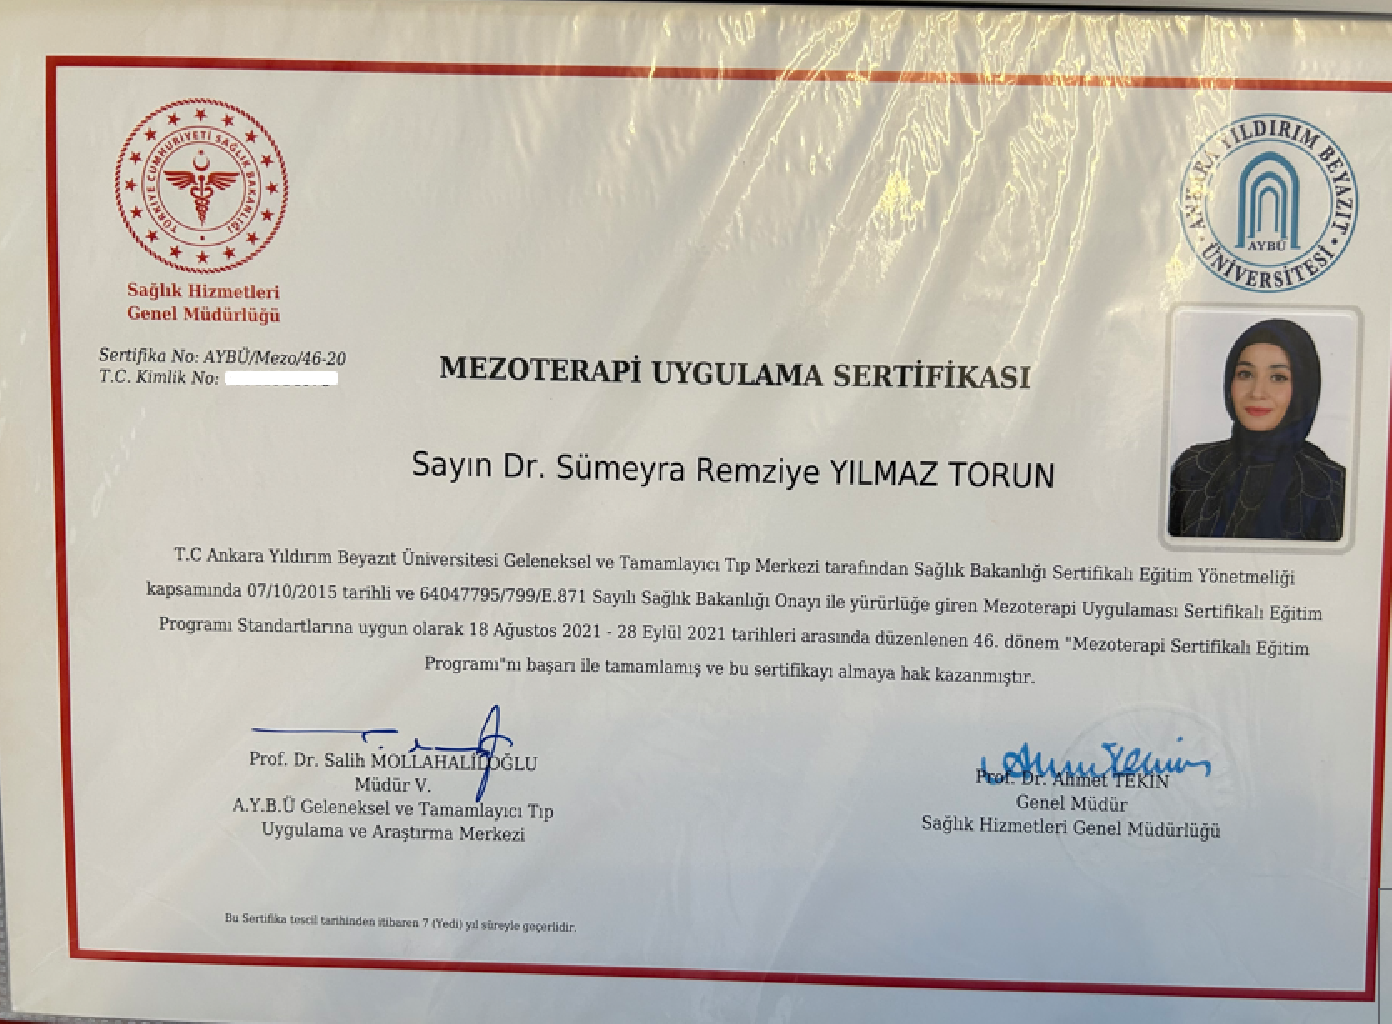 TÜRKİYE CUMHURİYETİ SAĞLIK BAKANLIĞI
Sağlık Hizmetleri
Genel Müdürlüğü
ANKARA YILDIRIM BEYAZIT ÜNİVERSİTESİ
AYBÜ
Sertifika No: AYBÜ/Mezo/46-20
T.C. Kimlik No:
MEZOTERAPİ UYGULAMA SERTİFİKASI
Sayın Dr. Sümeyra Remziye YILMAZ TORUN
T.C Ankara Yıldırım Beyazıt Üniversitesi Geleneksel ve Tamamlayıcı Tıp Merkezi tarafından Sağlık Bakanlığı Sertifikalı Eğitim Yönetmeliği
kapsamında 07/10/2015 tarihli ve 64047795/799/E.871 Sayılı Sağlık Bakanlığı Onayı ile yürürlüğe giren Mezoterapi Uygulaması Sertifikalı Eğitim
Programı Standartlarına uygun olarak 18 Ağustos 2021 - 28 Eylül 2021 tarihleri arasında düzenlenen 46. dönem "Mezoterapi Sertifikalı Eğitim
Programı"nı başarı ile tamamlamış ve bu sertifikayı almaya hak kazanmıştır.
Prof. Dr. Salih MOLLAHALİLOĞLU
Müdür V.
A.Y.B.Ü Geleneksel ve Tamamlayıcı Tıp
Uygulama ve Araştırma Merkezi
Prof. Dr. Ahmet TEKİN
Genel Müdür
Sağlık Hizmetleri Genel Müdürlüğü
Bu Sertifika tescil tarihinden itibaren 7 (Yedi) yıl süreyle geçerlidir.